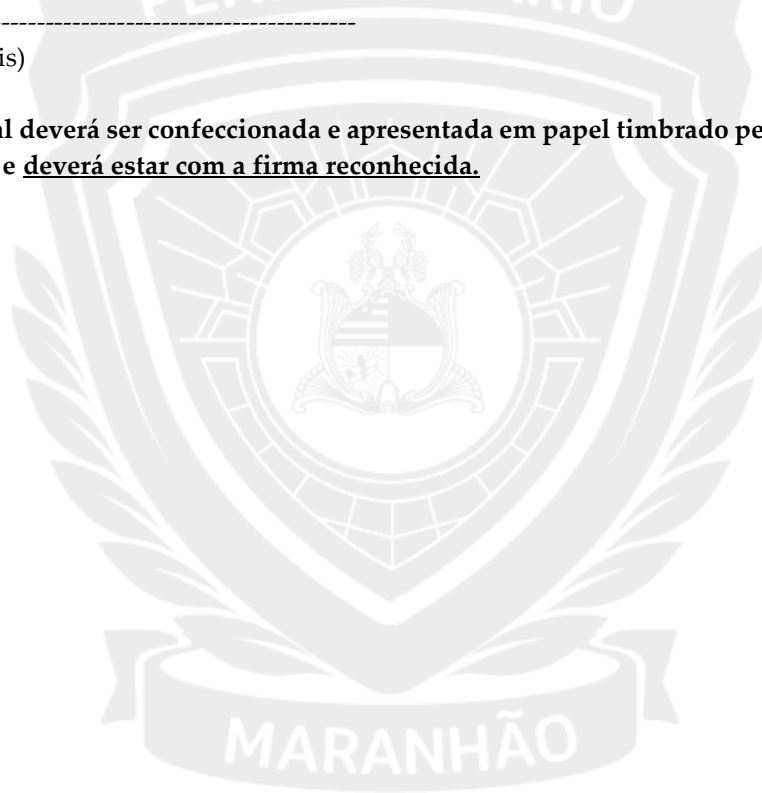 ---------------------------------------------
is)
al deverá ser confeccionada e apresentada em papel timbrado pe
e deverá estar com a firma reconhecida.
MARANHÃO